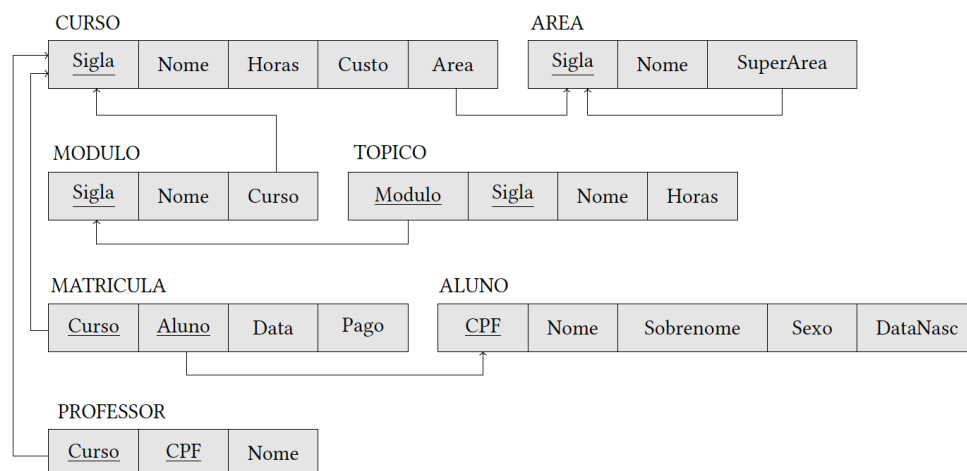 CURSO
Sigla Nome Horas Custo Area
AREA
Sigla Nome SuperArea
MODULO
Sigla Nome Curso
TOPICO
Modulo Sigla Nome Horas
MATRICULA
Curso Aluno Data Pago
ALUNO
CPF Nome Sobrenome Sexo DataNasc
PROFESSOR
Curso CPF Nome